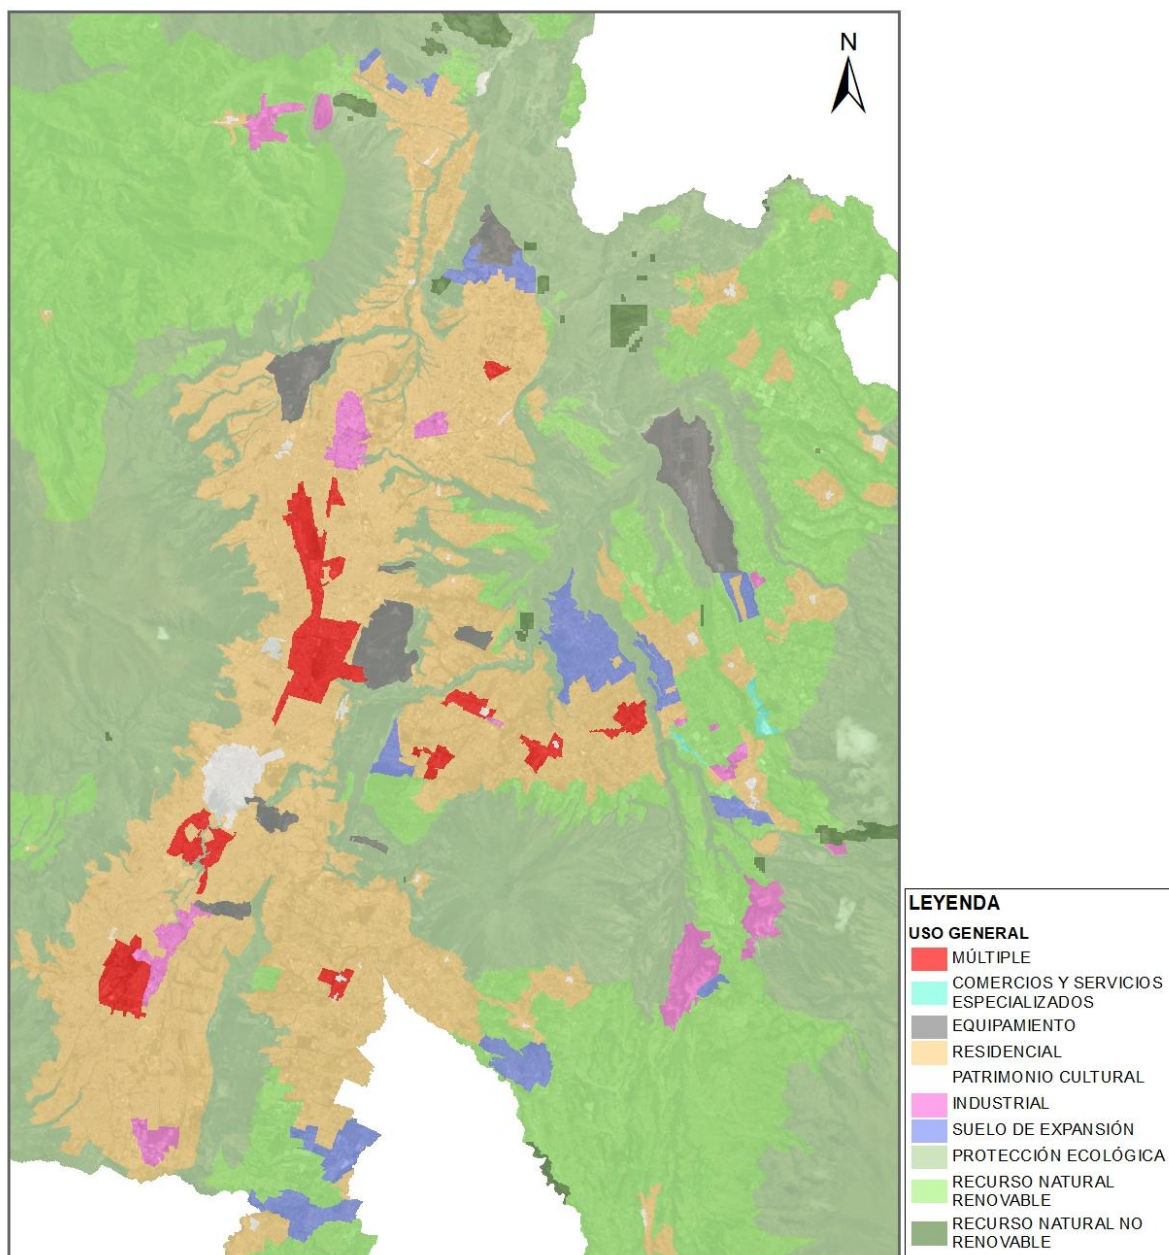 N
LEYENDA
USO GENERAL
MÚLTIPLE
COMERCIOS Y SERVICIOS
ESPECIALIZADOS
EQUIPAMIENTO
RESIDENCIAL
PATRIMONIO CULTURAL
INDUSTRIAL
SUELO DE EXPANSIÓN
PROTECCIÓN ECOLÓGICA
RECURSO NATURAL
RENOVABLE
RECURSO NATURAL NO
RENOVABLE